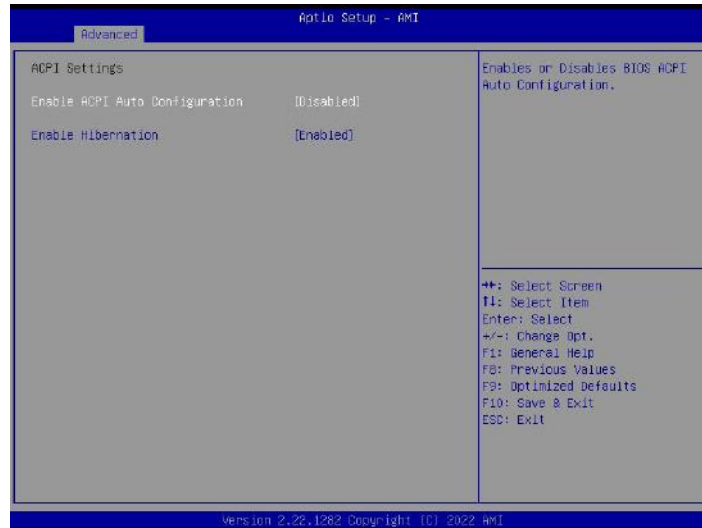 Aptio Setup - AMI
Advanced
ACPI Settings
Enable ACPI Auto Configuration [Disabled]
Enable Hibernation [Enabled]
Enables or Disables BIOS ACPI
Auto Configuration.
→←: Select Screen
↑↓: Select Item
Enter: Select
+/-: Change Opt.
F1: General Help
F8: Previous Values
F9: Optimized Defaults
F10: Save & Exit
ESC: Exit
Version 2.22.1282 Copyright (C) 2022 AMI